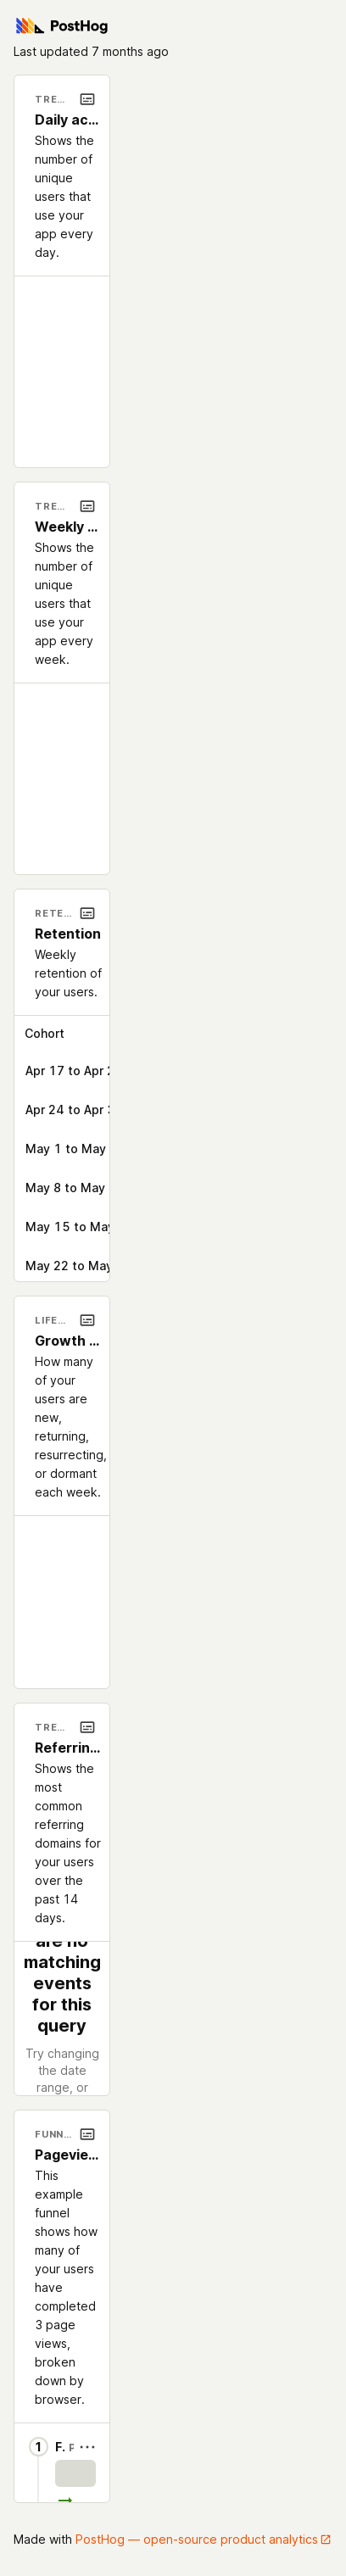 PostHog
Last updated 7 months ago
TRE…
Daily ac…
Shows the
number of
unique
users that
use your
app every
day.
TRE…
Weekly …
Shows the
number of
unique
users that
use your
app every
week.
RETE…
Retention
Weekly
retention of
your users.
Cohort
Apr 17 to Apr 2
Apr 24 to Apr 3
May 1 to May
May 8 to May
May 15 to May
May 22 to May
LIFE…
Growth …
How many
of your
users are
new,
returning,
resurrecting,
or dormant
each week.
TRE…
Referrin…
Shows the
most
common
referring
domains for
your users
over the
past 14
days.
are no
matching
events
for this
query
Try changing
the date
range, or
FUNN…
Pagevie…
This
example
funnel
shows how
many of
your users
have
completed
3 page
views,
broken
down by
browser.
1 F.
Made with PostHog — open-source product analytics